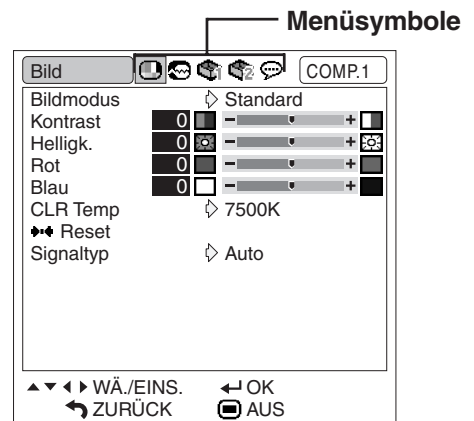 Menüsymbole
Bild COMP.1
Bildmodus Standard
Kontrast 0 - +
Helligk. 0 - +
Rot 0 - +
Blau 0 - +
CLR Temp 7500K
Reset
Signaltyp Auto
WÄ./EINS. OK
ZURÜCK AUS